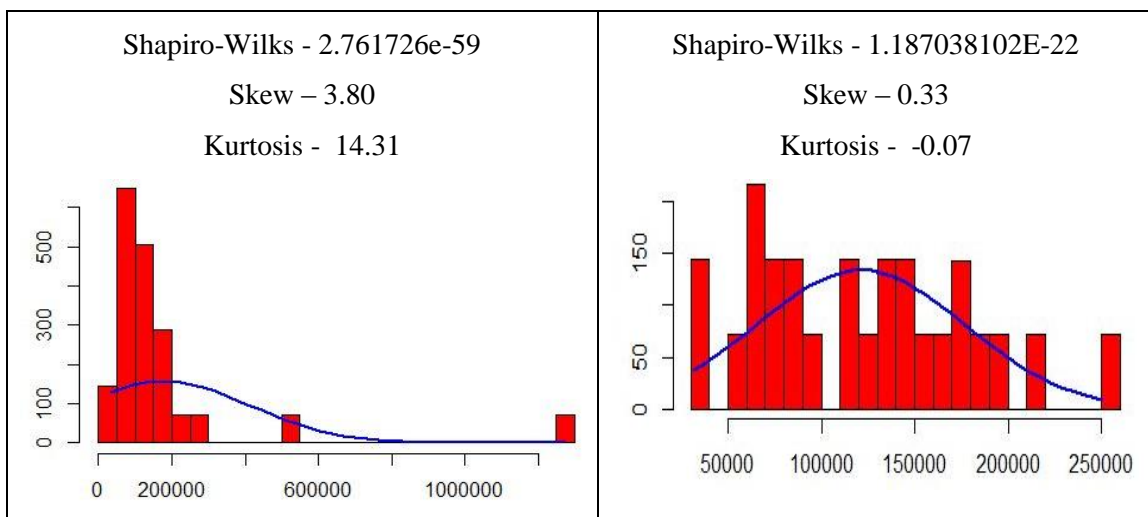 Shapiro-Wilks - 2.761726e-59
Skew – 3.80
Kurtosis - 14.31
500
300
100
0
0 200000 600000 1000000
Shapiro-Wilks - 1.187038102E-22
Skew – 0.33
Kurtosis - -0.07
150
50
0
50000 100000 150000 200000 250000